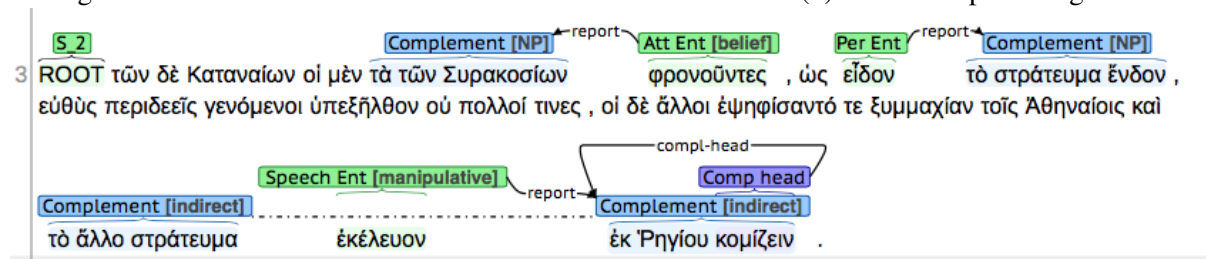 report report
S_2 Complement [NP] Att Ent [belief] Per Ent Complement [NP]
3 ROOT τῶν δὲ Καταναίων οἱ μὲν τὰ τῶν Συρακοσίων φρονοῦντες , ὡς εἶδον τὸ στράτευμα ἔνδον ,
εὐθὺς περιδεεῖς γενόμενοι ὑπεξῆλθον οὐ πολλοί τινες , οἱ δὲ ἄλλοι ἐψηφίσαντό τε ξυμμαχίαν τοῖς Ἀθηναίοις καὶ
compl-head
Speech Ent [manipulative] report Comp head
Complement [indirect] Complement [indirect]
τὸ ἄλλο στράτευμα ἐκέλευον ἐκ Ῥηγίου κομίζειν .